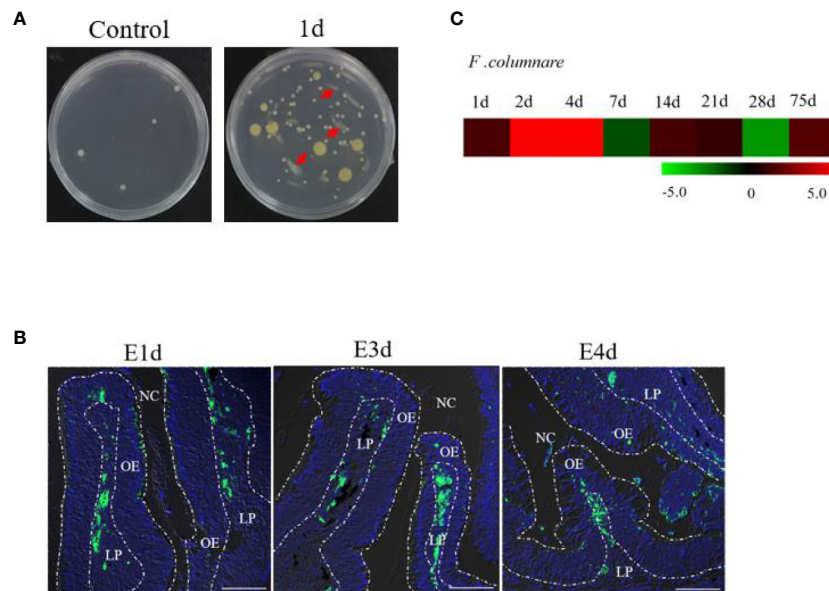 A
Control 1d
C
F .columnare
1d 2d 4d 7d 14d 21d 28d 75d
-5.0 0 5.0
B
E1d E3d E4d
NC OE LP LP OE
NC OE LP OE LP
LP OE NC OE LP